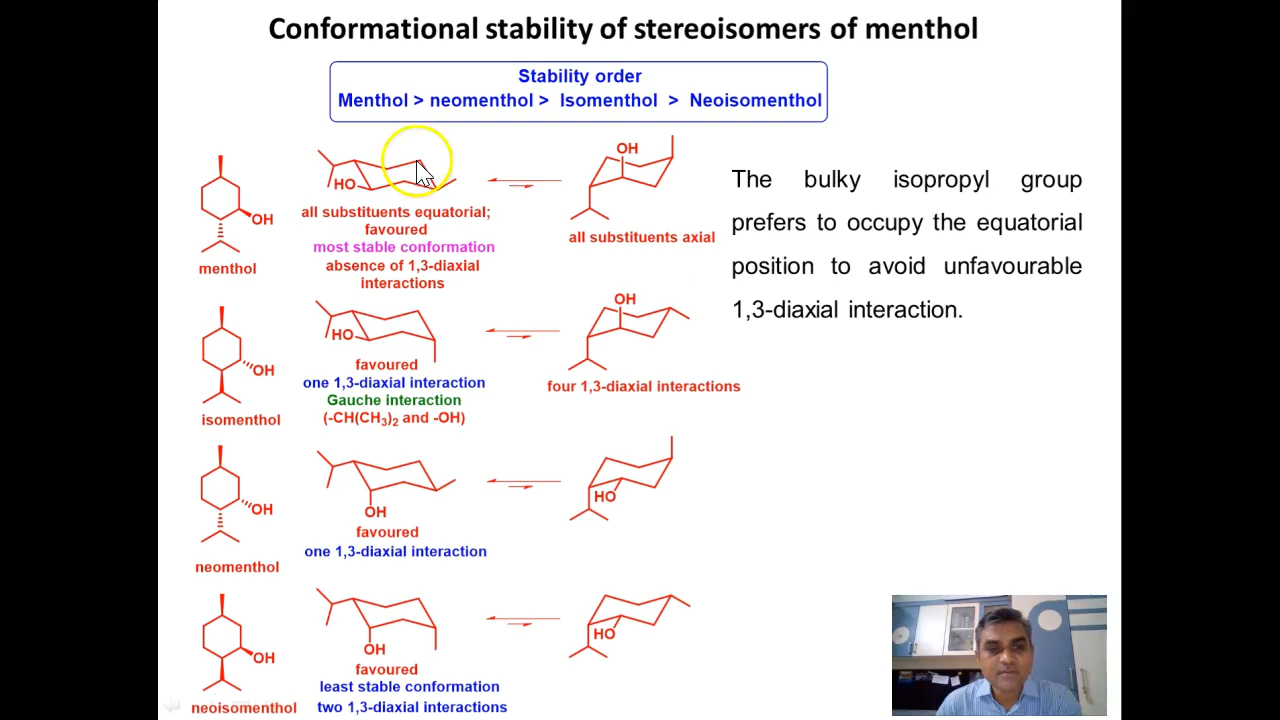 Conformational stability of stereoisomers of menthol
Stability order
Menthol > neomenthol > Isomenthol > Neoisomenthol
OH
menthol
HO
all substituents equatorial;
favoured
most stable conformation
absence of 1,3-diaxial
interactions
OH
all substituents axial
The bulky isopropyl group
prefers to occupy the equatorial
position to avoid unfavourable
1,3-diaxial interaction.
OH
isomenthol
HO
favoured
one 1,3-diaxial interaction
Gauche interaction
(-CH(CH₃)₂ and -OH)
OH
four 1,3-diaxial interactions
OH
neomenthol
OH
favoured
one 1,3-diaxial interaction
HO
OH
neoisomenthol
OH
favoured
least stable conformation
two 1,3-diaxial interactions
HO